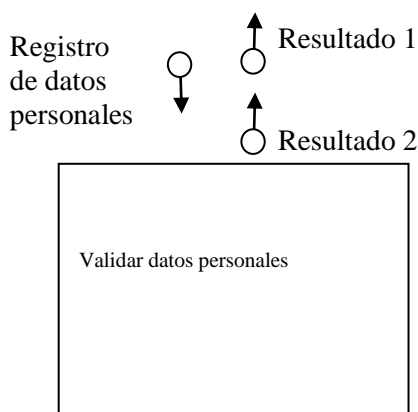 Registro
de datos
personales
Resultado 1
Resultado 2
Validar datos personales